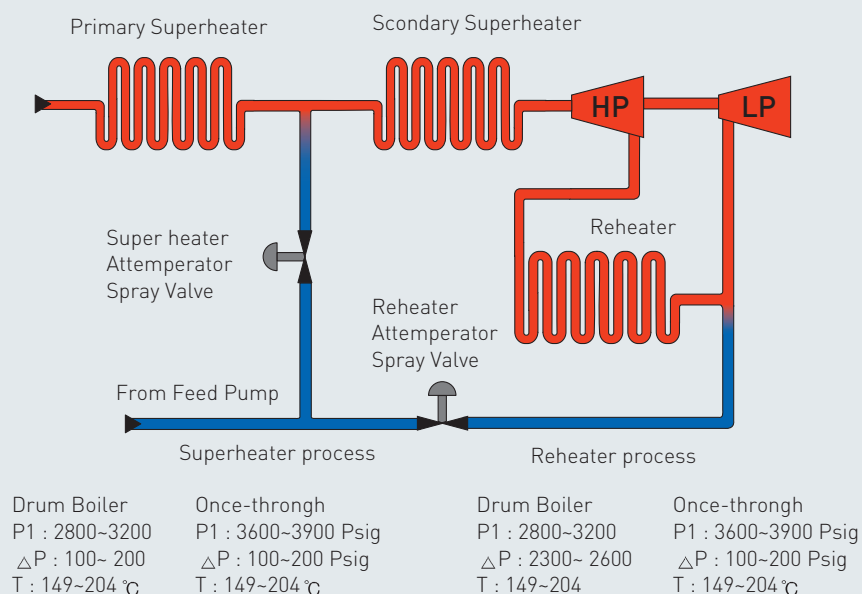 Primary Superheater
Scondary Superheater
HP
LP
Reheater
Super heater
Attemperator
Spray Valve
Reheater
Attemperator
Spray Valve
From Feed Pump
Superheater process
Reheater process
Drum Boiler
P1 : 2800~3200
△P : 100~ 200
T : 149~204 ℃
Once-throngh
P1 : 3600~3900 Psig
△P : 100~200 Psig
T : 149~204 ℃
Drum Boiler
P1 : 2800~3200
△P : 2300~ 2600
T : 149~204
Once-throngh
P1 : 3600~3900 Psig
△P : 100~200 Psig
T : 149~204 ℃